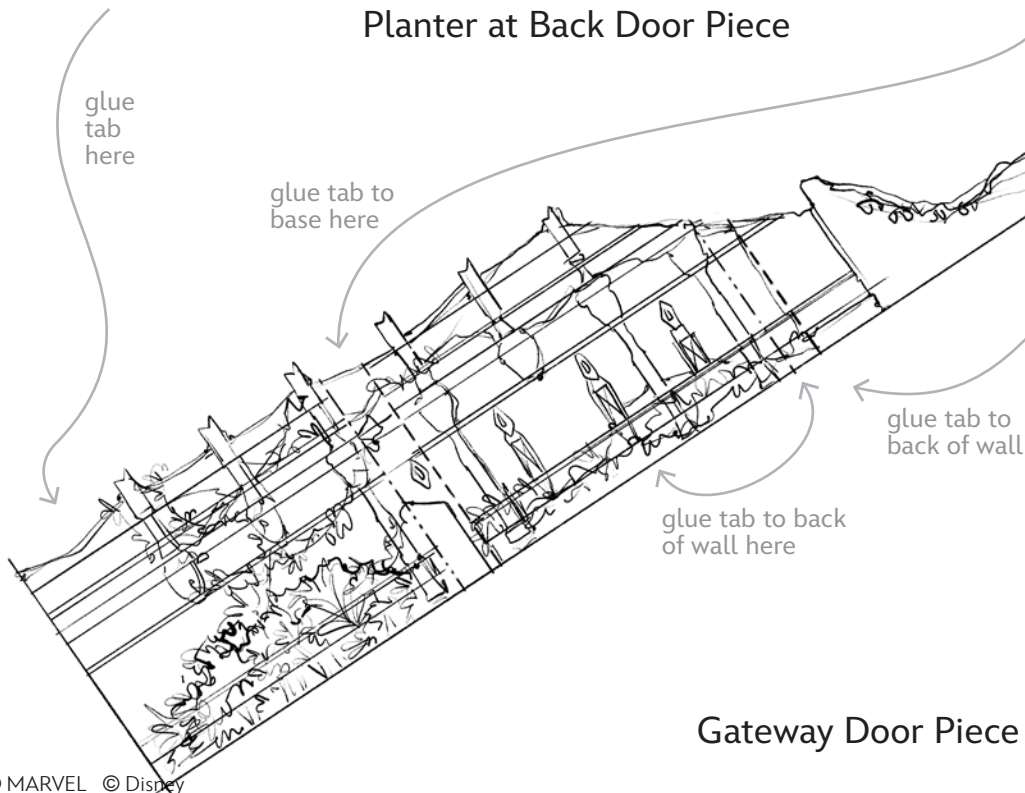 Planter at Back Door Piece
glue
tab
here
glue tab to
base here
glue tab to
back of wall
glue tab to back
of wall here
Gateway Door Piece
MARVEL © Disney